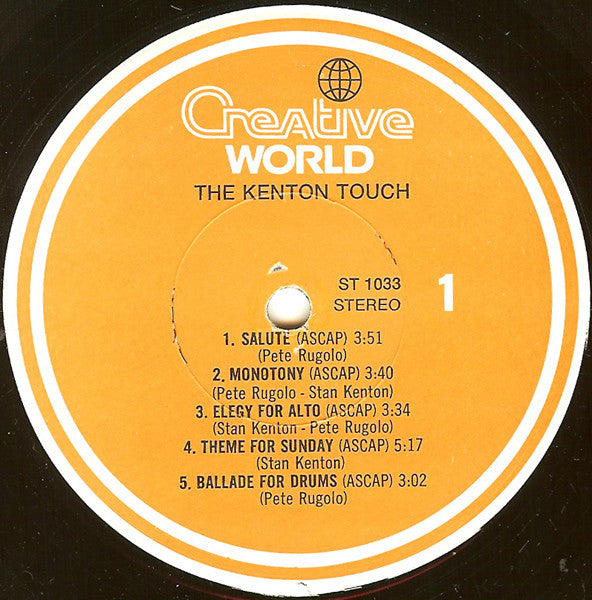 Creative
WORLD
THE KENTON TOUCH
ST 1033
STEREO
1
1. SALUTE (ASCAP) 3:51
(Pete Rugolo)
2. MONOTONY (ASCAP) 3:40
(Pete Rugolo - Stan Kenton)
3. ELEGY FOR ALTO (ASCAP) 3:34
(Stan Kenton - Pete Rugolo)
4. THEME FOR SUNDAY (ASCAP) 5:17
(Stan Kenton)
5. BALLADE FOR DRUMS (ASCAP) 3:02
(Pete Rugolo)